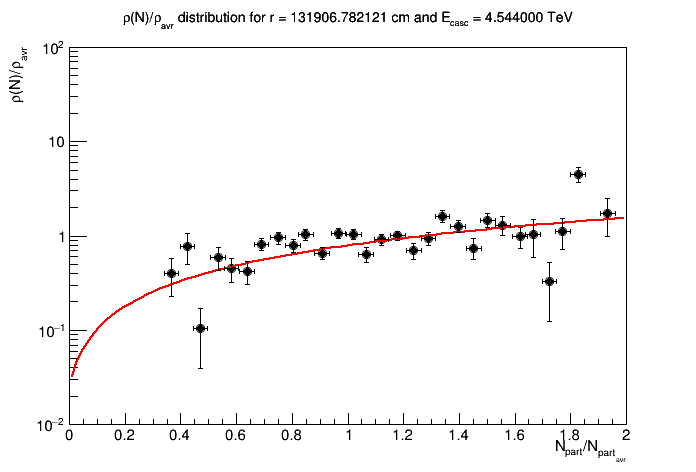 ρ(N)/ρavr distribution for r = 131906.782121 cm and Ecasc = 4.544000 TeV
ρ(N)/ρavr
10²
10
1
10⁻¹
10⁻²
0 0.2 0.4 0.6 0.8 1 1.2 1.4 1.6 1.8 2
Npart/Npartavr